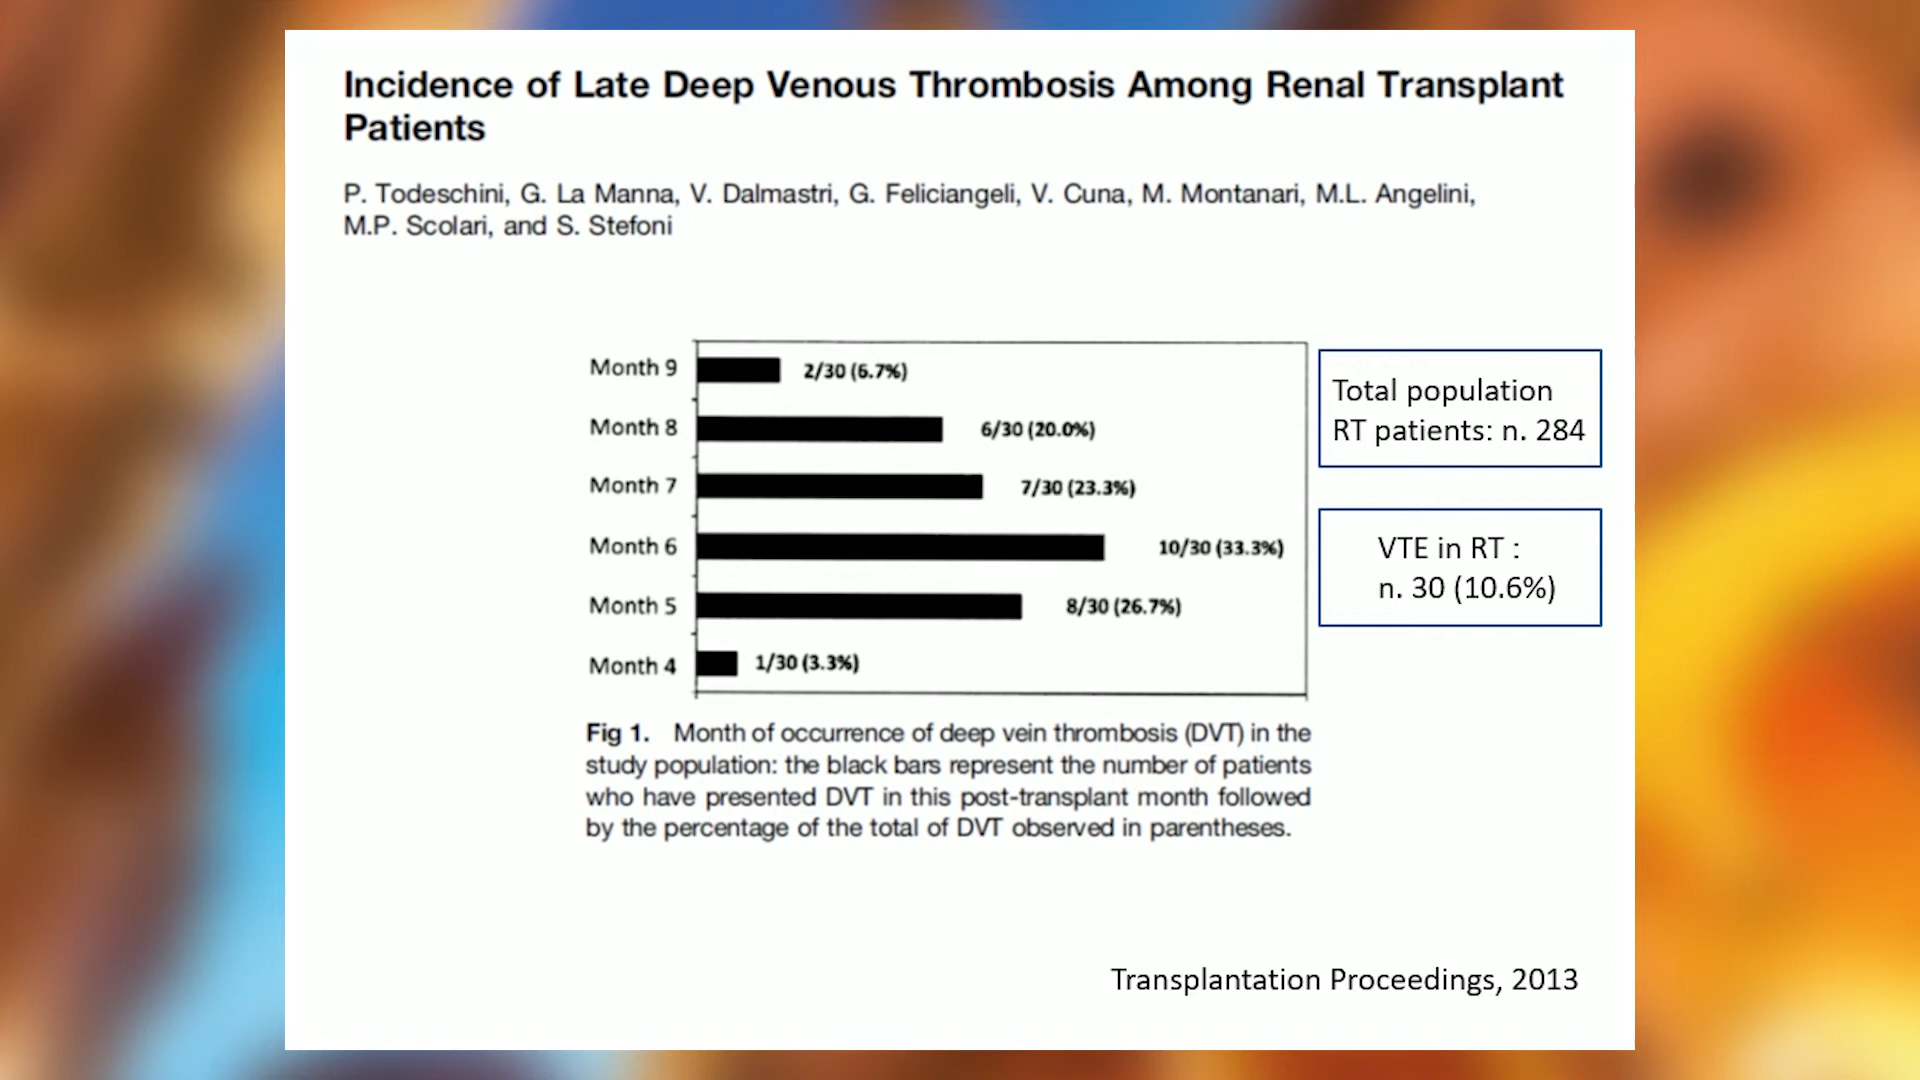 Incidence of Late Deep Venous Thrombosis Among Renal Transplant
Patients
P. Todeschini, G. La Manna, V. Dalmastri, G. Feliciangeli, V. Cuna, M. Montanari, M.L. Angelini,
M.P. Scolari, and S. Stefoni
Month 9 2/30 (6.7%)
Month 8 6/30 (20.0%)
Month 7 7/30 (23.3%)
Month 6 10/30 (33.3%)
Month 5 8/30 (26.7%)
Month 4 1/30 (3.3%)
Total population
RT patients: n. 284
VTE in RT :
n. 30 (10.6%)
Fig 1. Month of occurrence of deep vein thrombosis (DVT) in the
study population: the black bars represent the number of patients
who have presented DVT in this post-transplant month followed
by the percentage of the total of DVT observed in parentheses.
Transplantation Proceedings, 2013